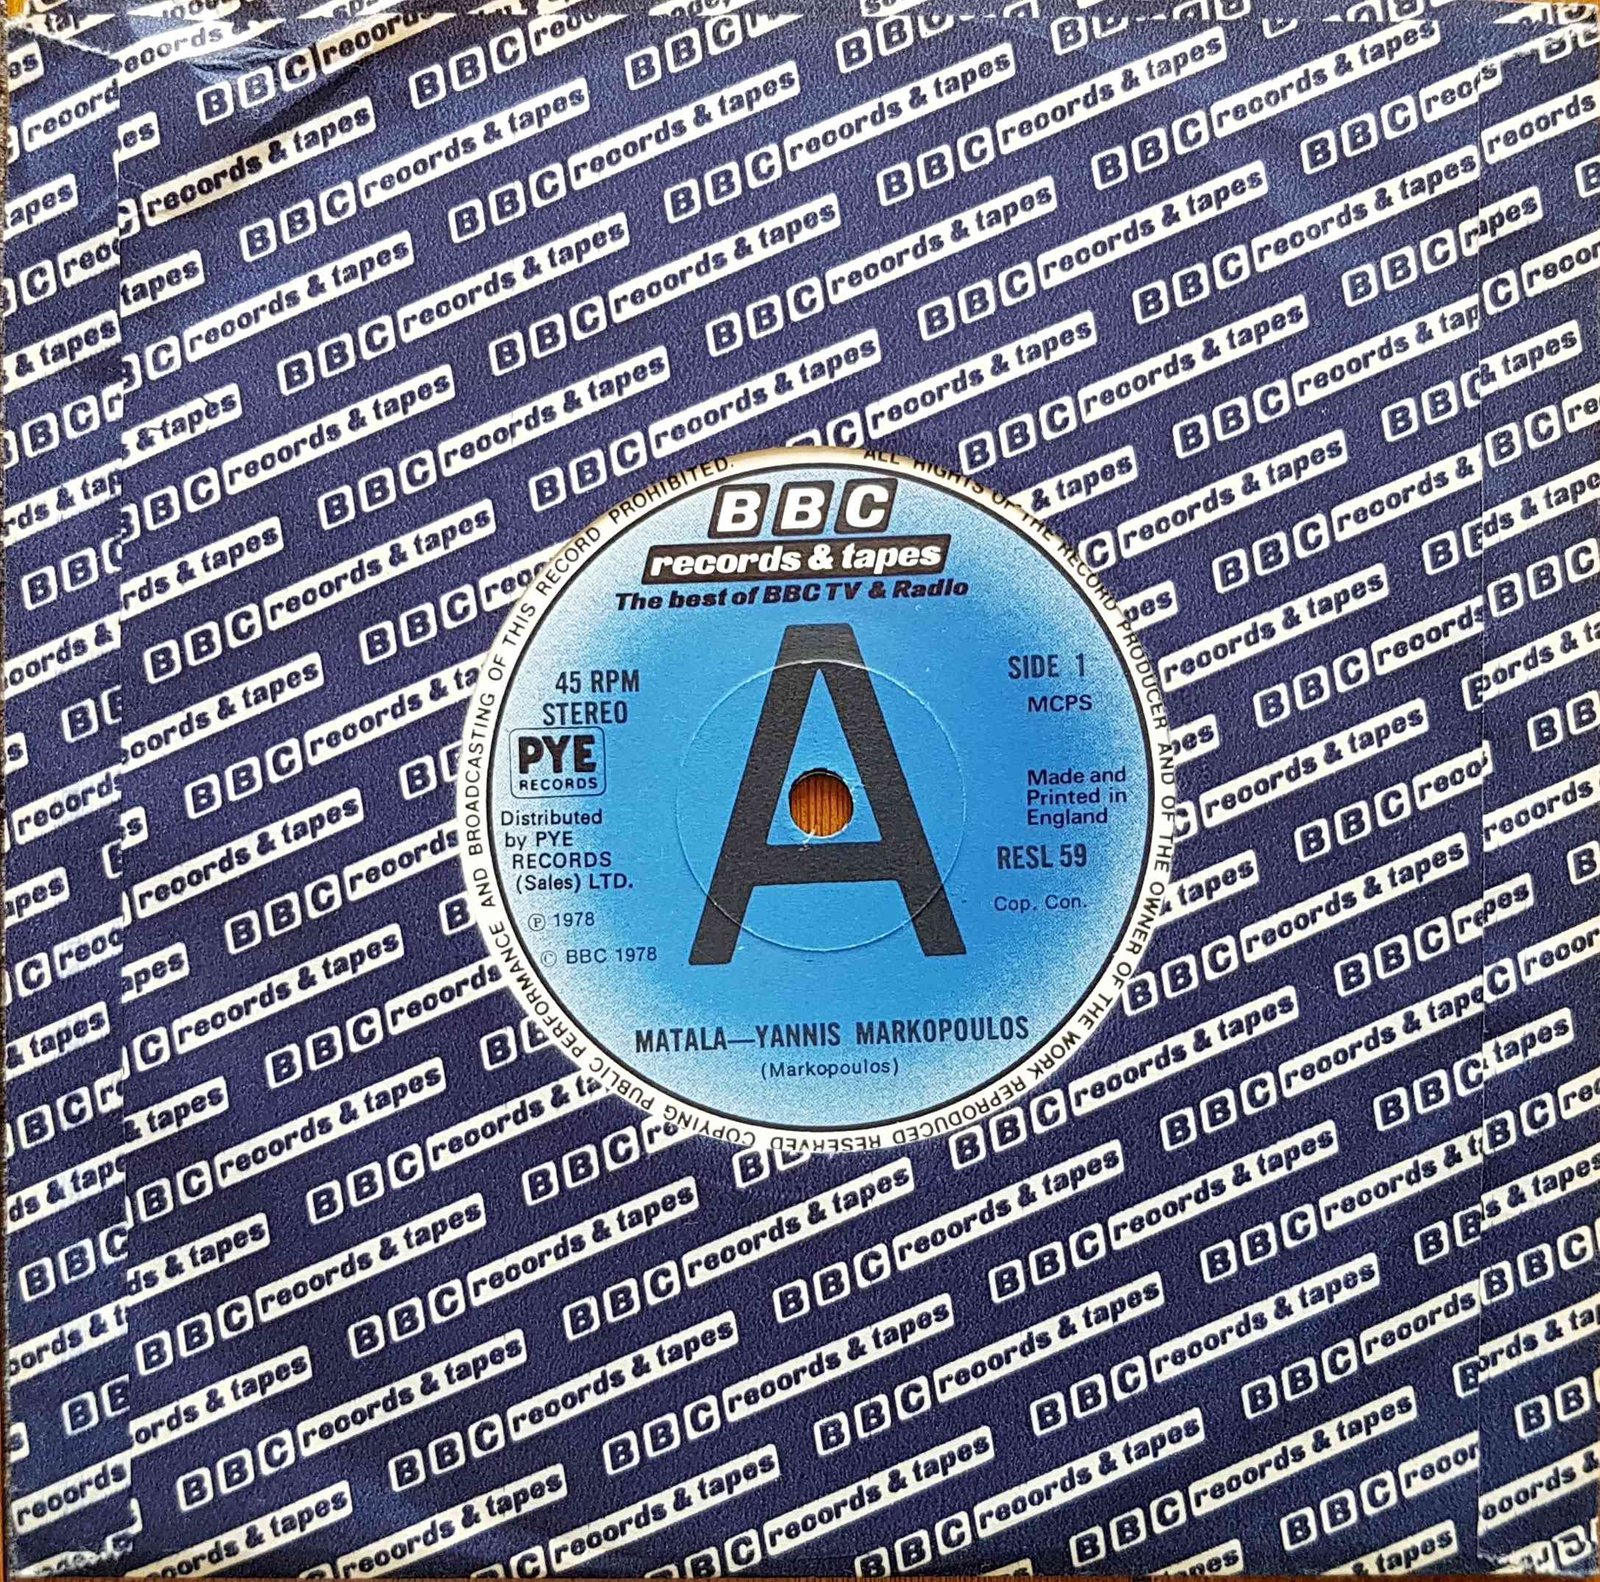 BBC
records & tapes
The best of BBC TV & Radio
A
45 RPM
STEREO
PYE
RECORDS
Distributed
by PYE
RECORDS
(Sales) LTD.
Ⓟ 1978
© BBC 1978
SIDE 1
MCPS
Made and
Printed in
England
RESL 59
Cop. Con.
MATALA—YANNIS MARKOPOULOS
(Markopoulos)
ALL RIGHTS OF THE RECORD PRODUCER AND OF THE OWNER OF THE WORK REPRODUCED RESERVED COPYING PUBLIC PERFORMANCE AND BROADCASTING OF THIS RECORD PROHIBITED.
BBC records & tapes